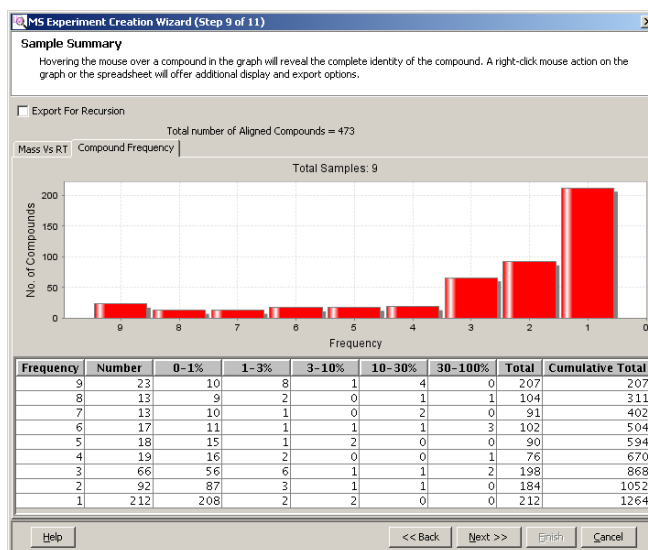 MS Experiment Creation Wizard (Step 9 of 11)
Sample Summary
Hovering the mouse over a compound in the graph will reveal the complete identity of the compound. A right-click mouse action on the
graph or the spreadsheet will offer additional display and export options.
Export For Recursion
Total number of Aligned Compounds = 473
Mass Vs RT Compound Frequency
Total Samples: 9
No. of Compounds
200
150
100
50
0
9 8 7 6 5 4 3 2 1 0
Frequency
Frequency Number 0-1% 1-3% 3-10% 10-30% 30-100% Total Cumulative Total
9 23 10 8 1 4 0 207 207
8 13 9 2 0 1 1 104 311
7 13 10 1 0 2 0 91 402
6 17 11 1 1 1 3 102 504
5 18 15 1 2 0 0 90 594
4 19 16 2 0 0 1 76 670
3 66 56 6 1 1 2 198 868
2 92 87 3 1 1 0 184 1052
1 212 208 2 2 0 0 212 1264
Help << Back Next >> Finish Cancel